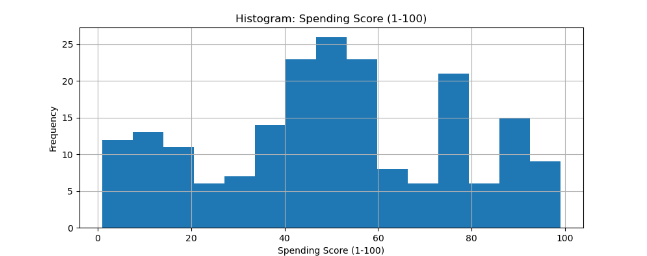 Histogram: Spending Score (1-100)
25
20
15
10
5
0
Frequency
0 20 40 60 80 100
Spending Score (1-100)